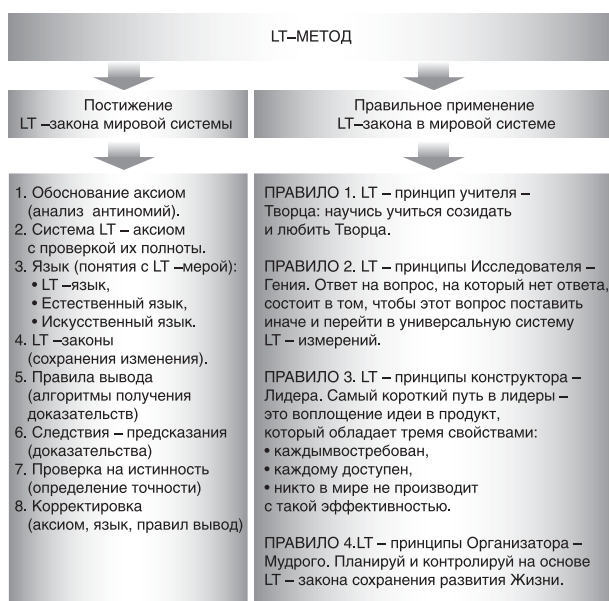 LT–МЕТОД
Постижение
LT –закона мировой системы
Правильное применение
LT–закона в мировой системе
1. Обоснование аксиом
(анализ антиномий).
2. Система LT – аксиом
с проверкой их полноты.
3. Язык (понятия с LT –мерой):
• LT –язык,
• Естественный язык,
• Искусственный язык.
4. LT –законы
(сохранения изменения).
5. Правила вывода
(алгоритмы получения
доказательств)
6. Следствия – предсказания
(доказательства)
7. Проверка на истинность
(определение точности)
8. Корректировка
(аксиом, язык, правил вывод)
ПРАВИЛО 1. LT – принцип учителя –
Творца: научись учиться созидать
и любить Творца.
ПРАВИЛО 2. LT – принципы Исследователя –
Гения. Ответ на вопрос, на который нет ответа,
состоит в том, чтобы этот вопрос поставить
иначе и перейти в универсальную систему
LT – измерений.
ПРАВИЛО 3. LT – принципы конструктора –
Лидера. Самый короткий путь в лидеры –
это воплощение идеи в продукт,
который обладает тремя свойствами:
• каждымвостребован,
• каждому доступен,
• никто в мире не производит
с такой эффективностью.
ПРАВИЛО 4.LT – принципы Организатора –
Мудрого. Планируй и контролируй на основе
LT – закона сохранения развития Жизни.